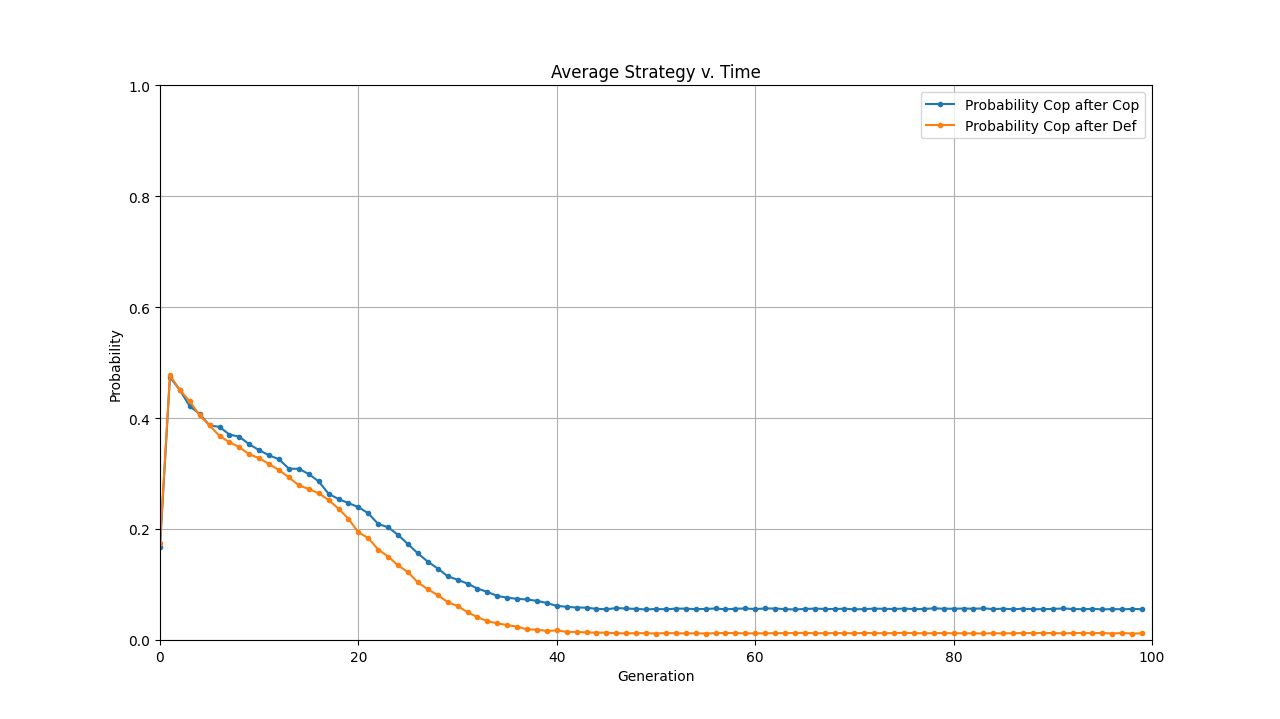 Average Strategy v. Time
Probability Cop after Cop
Probability Cop after Def
1.0
0.8
0.6
0.4
0.2
0.0
Probability
0 20 40 60 80 100
Generation